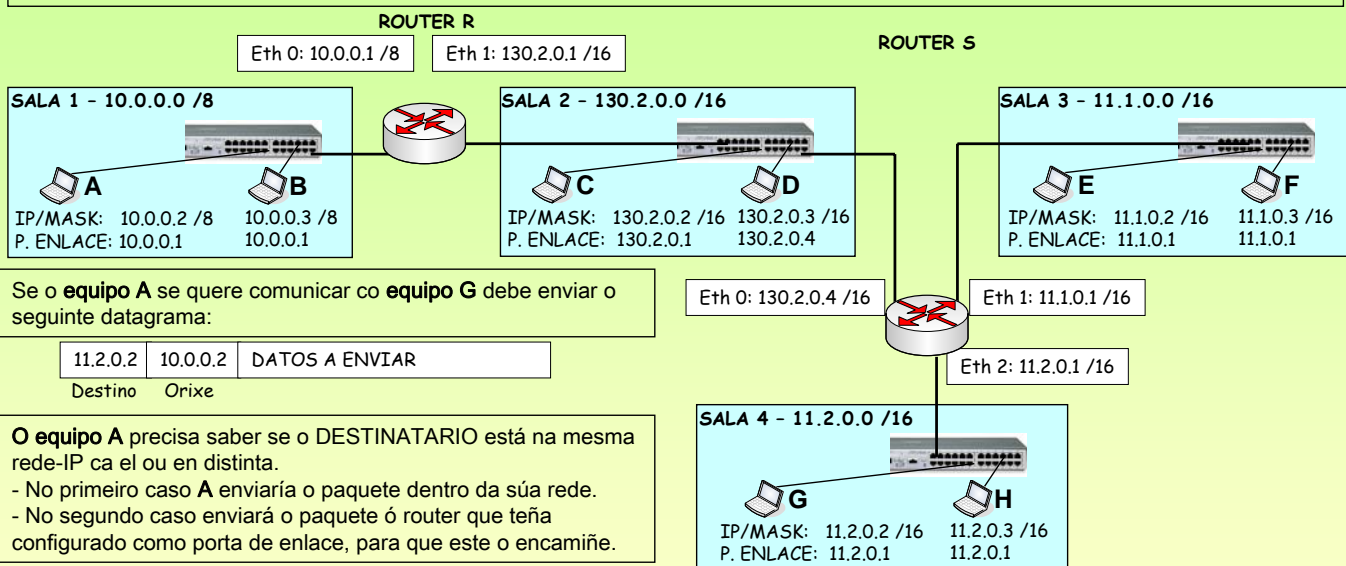 ROUTER R
ROUTER S
Eth 0: 10.0.0.1 /8
Eth 1: 130.2.0.1 /16
SALA 1 - 10.0.0.0 /8
A
B
IP/MASK: 10.0.0.2 /8 10.0.0.3 /8
P. ENLACE: 10.0.0.1 10.0.0.1
SALA 2 - 130.2.0.0 /16
C
D
IP/MASK: 130.2.0.2 /16 130.2.0.3 /16
P. ENLACE: 130.2.0.1 130.2.0.4
SALA 3 - 11.1.0.0 /16
E
F
IP/MASK: 11.1.0.2 /16 11.1.0.3 /16
P. ENLACE: 11.1.0.1 11.1.0.1
Se o equipo A se quere comunicar co equipo G debe enviar o
seguinte datagrama:
11.2.0.2 10.0.0.2 DATOS A ENVIAR
Destino Orixe
Eth 0: 130.2.0.4 /16
Eth 1: 11.1.0.1 /16
Eth 2: 11.2.0.1 /16
O equipo A precisa saber se o DESTINATARIO está na mesma
rede-IP ca el ou en distinta.
- No primeiro caso A enviaría o paquete dentro da súa rede.
- No segundo caso enviará o paquete ó router que teña
configurado como porta de enlace, para que este o encamiñe.
SALA 4 - 11.2.0.0 /16
G
H
IP/MASK: 11.2.0.2 /16 11.2.0.3 /16
P. ENLACE: 11.2.0.1 11.2.0.1